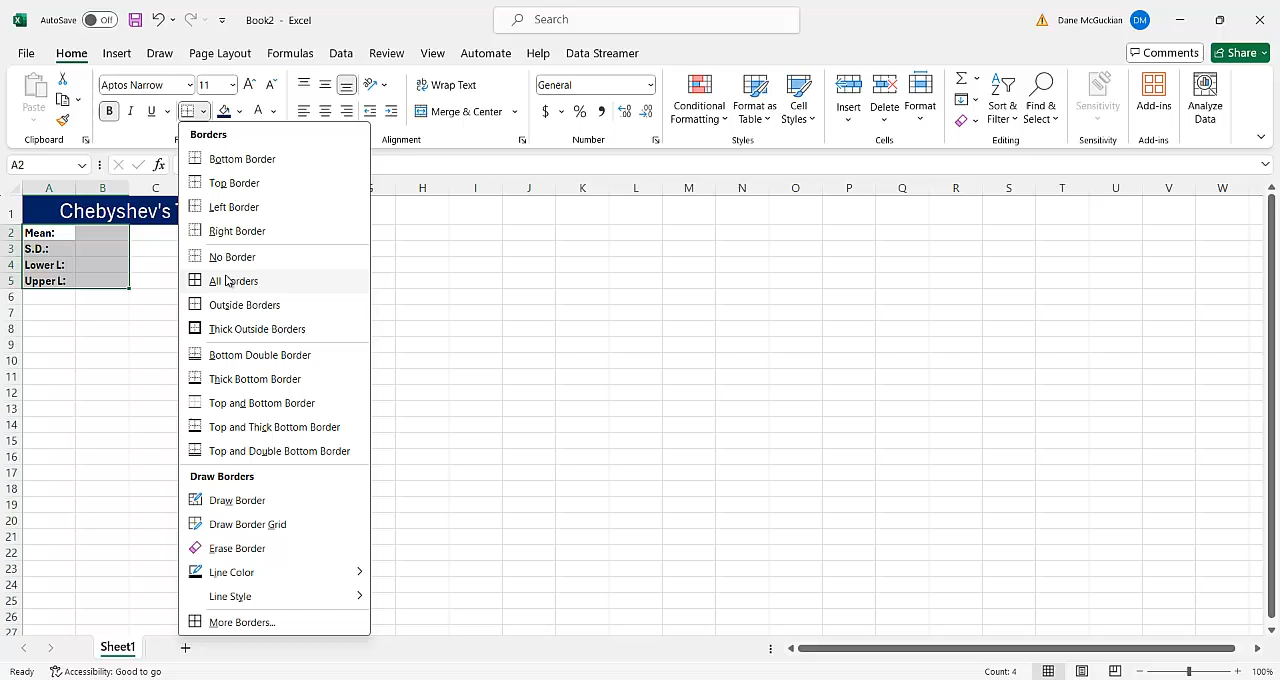 AutoSave Off Book2 - Excel Search Dane McGuckian DM
File Home Insert Draw Page Layout Formulas Data Review View Automate Help Data Streamer Comments Share
Paste Aptos Narrow 11 A A Wrap Text General Conditional Formatting Format as Table Cell Styles Insert Delete Format Sort & Filter Find & Select Sensitivity Add-ins Analyze Data
B I U A Merge & Center $ % 9
Clipboard Alignment Number Styles Cells Editing Sensitivity Add-ins
A2 fx
Borders
Bottom Border
Top Border
Left Border
Right Border
No Border
All Borders
Outside Borders
Thick Outside Borders
Bottom Double Border
Thick Bottom Border
Top and Bottom Border
Top and Thick Bottom Border
Top and Double Bottom Border
Draw Borders
Draw Border
Draw Border Grid
Erase Border
Line Color
Line Style
More Borders...
A B C H I J K L M N O P Q R S T U V W
1 Chebyshev's
2 Mean:
3 S.D.:
4 Lower L:
5 Upper L:
6
7
8
9
10
11
12
13
14
15
16
17
18
19
20
21
22
23
24
25
26
27
Sheet1
Ready Accessibility: Good to go Count: 4 100%